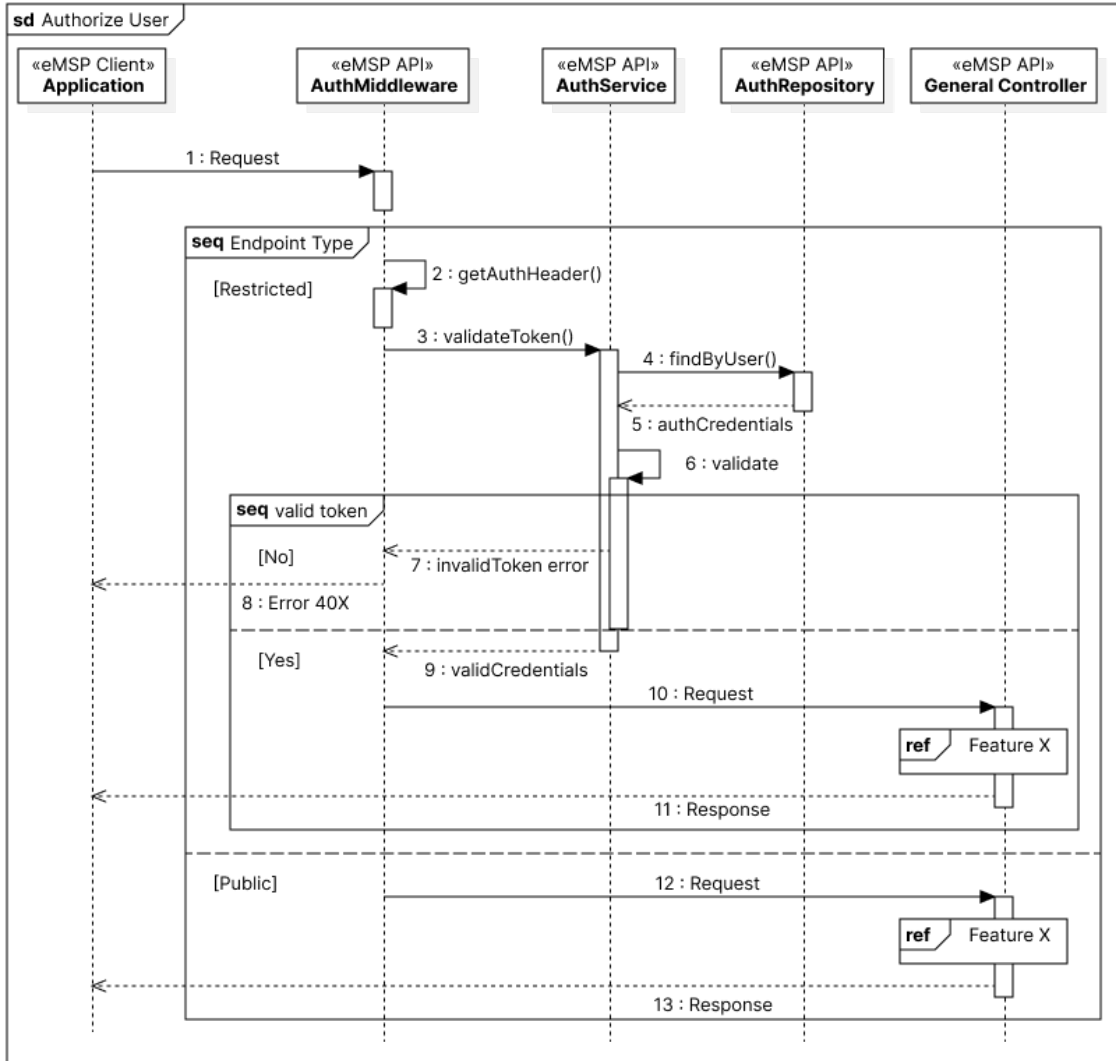 sd Authorize User
«eMSP Client»
Application
«eMSP API»
AuthMiddleware
«eMSP API»
AuthService
«eMSP API»
AuthRepository
«eMSP API»
General Controller
1 : Request
seq Endpoint Type
[Restricted]
2 : getAuthHeader()
3 : validateToken()
4 : findByUser()
5 : authCredentials
6 : validate
seq valid token
[No]
7 : invalidToken error
8 : Error 40X
[Yes]
9 : validCredentials
10 : Request
ref Feature X
11 : Response
[Public]
12 : Request
ref Feature X
13 : Response